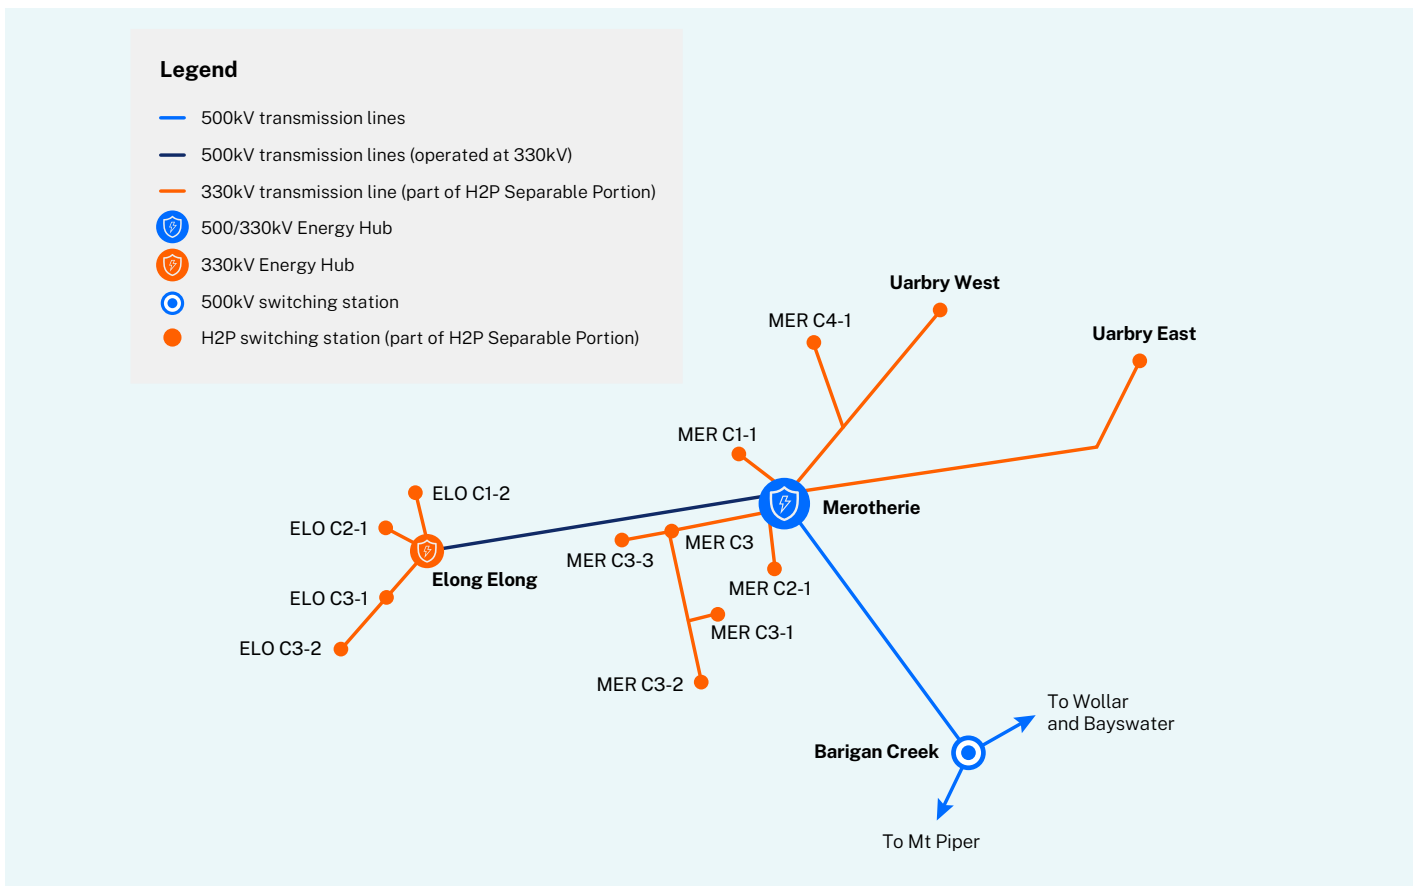 Legend
500kV transmission lines
500kV transmission lines (operated at 330kV)
330kV transmission line (part of H2P Separable Portion)
500/330kV Energy Hub
330kV Energy Hub
500kV switching station
H2P switching station (part of H2P Separable Portion)
Uarbry West
MER C4-1
Uarbry East
MER C1-1
ELO C1-2
Merotherie
ELO C2-1
MER C3
MER C3-3
Elong Elong
MER C2-1
ELO C3-1
MER C3-1
ELO C3-2
MER C3-2
To Wollar
and Bayswater
Barigan Creek
To Mt Piper